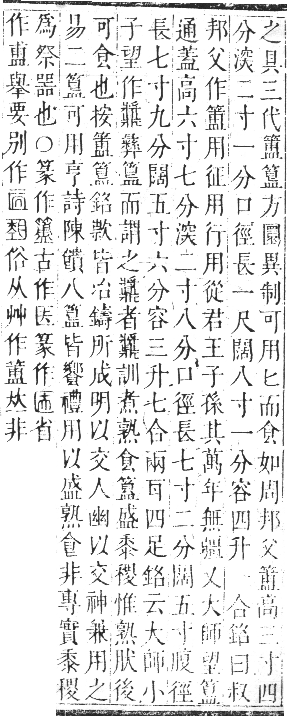 之具三代簠簋方圜異制可用匕而食如周邦父簠高三寸四
分深二寸一分口徑長一尺闊八寸一分容四升一合銘曰叔
邦父作簠用征用行用從君王子孫其萬年無疆又大師望簋
通蓋高六寸七分深二寸八分口徑長七寸二分闊五寸腹徑
長七寸九分闊五寸六分容三升七合兩耳四足銘云大師小
子望作䵼彝簋而謂之䵼者䵼訓煮熟食簋盛黍稷惟熟肰後
可食也按簠簋銘款皆冶鑄所成明以交人幽以交神兼用之
易二簋可用亨詩陳饋八簋皆饗禮用以盛熟食非專實黍稷
為祭器也○篆作簠古作医篆作省
作舉要別作俗从艸作蓝𠀤非